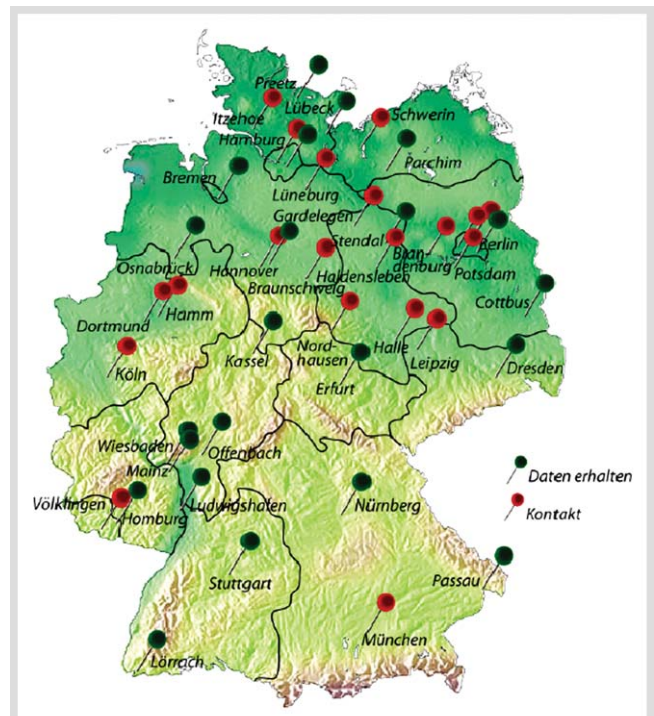 Preetz
Lübeck
Itzehoe
Hamburg
Schwerin
Parchim
Bremen
Lüneburg
Gardelegen
Stendal
Berlin
Osnabrück
Hannover
Haldensleben
Bran-
denburg
Potsdam
Braunschweig
Cottbus
Dortmund
Hamm
Nord-
hausen
Halle
Leipzig
Dresden
Köln
Kassel
Erfurt
Wiesbaden
Offenbach
Mainz
Daten erhalten
Völklingen
Homburg
Ludwigshafen
Nürnberg
Kontakt
Stuttgart
Passau
München
Lörrach